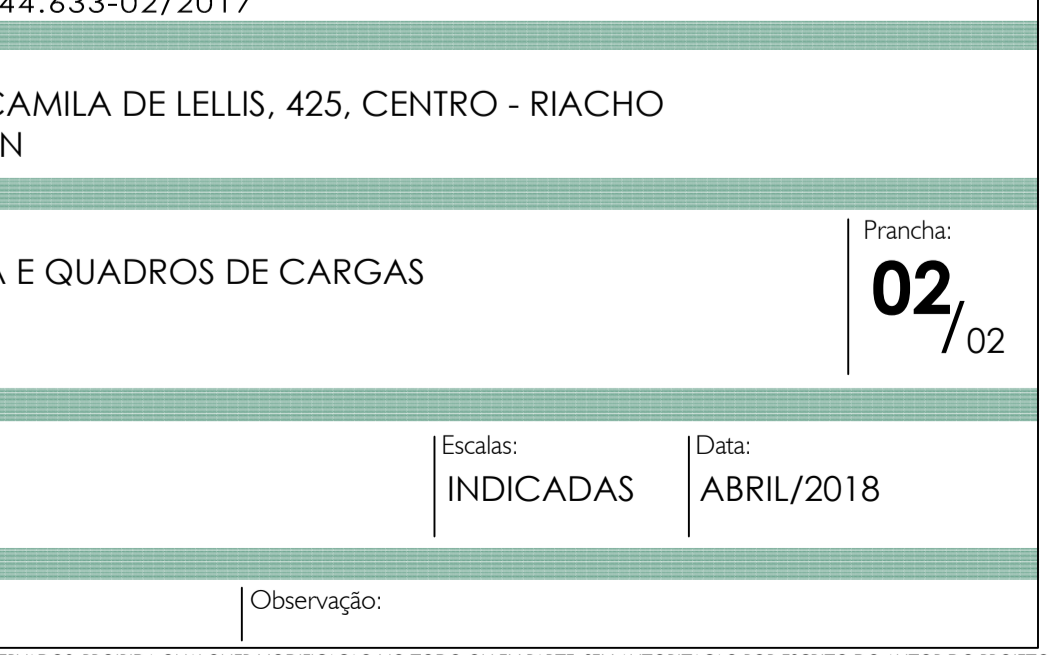 44.633-02/2017
CAMILA DE LELLIS, 425, CENTRO - RIACHO
N
A E QUADROS DE CARGAS
Prancha:
02/02
Escalas:
INDICADAS
Data:
ABRIL/2018
Observação: